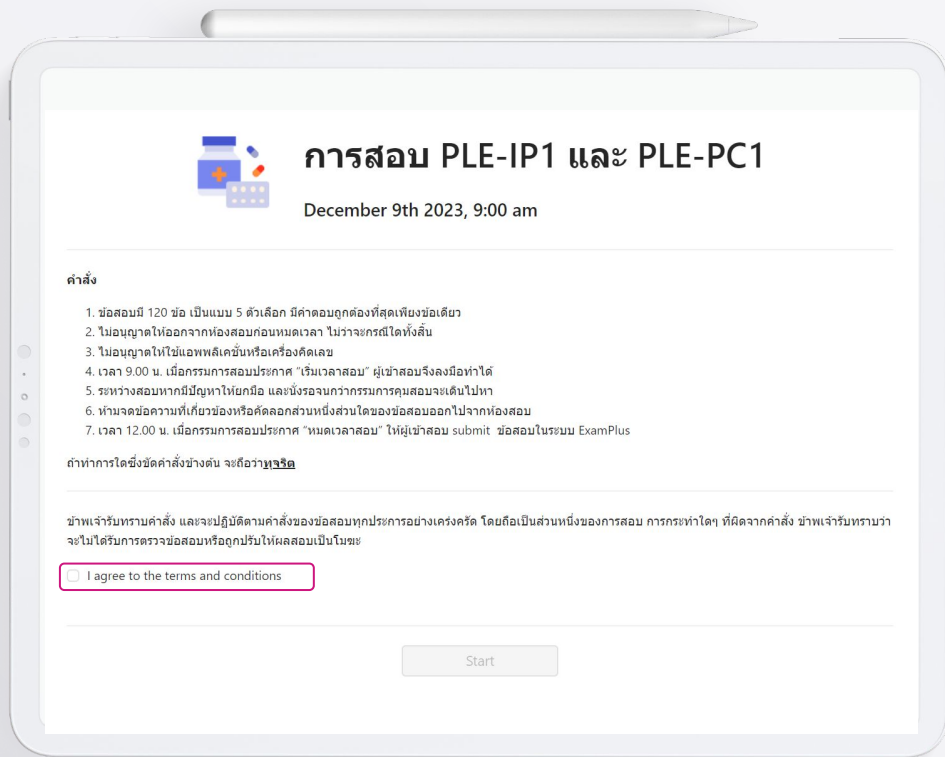 การสอบ PLE-IP1 และ PLE-PC1
December 9th 2023, 9:00 am
คำสั่ง
1. ข้อสอบมี 120 ข้อ เป็นแบบ 5 ตัวเลือก มีคำตอบถูกต้องที่สุดเพียงข้อเดียว
2. ไม่อนุญาตให้ออกจากห้องสอบก่อนหมดเวลา ไม่ว่าจะกรณีใดทั้งสิ้น
3. ไม่อนุญาตให้ใช้แอพพลิเคชั่นหรือเครื่องคิดเลข
4. เวลา 9.00 น. เมื่อกรรมการสอบประกาศ "เริ่มเวลาสอบ" ผู้เข้าสอบจึงลงมือทำได้
5. ระหว่างสอบหากมีปัญหาให้ยกมือ และนั่งรอจนกว่ากรรมการคุมสอบจะเดินไปหา
6. ห้ามจดข้อความที่เกี่ยวข้องหรือคัดลอกส่วนหนึ่งส่วนใดของข้อสอบออกไปจากห้องสอบ
7. เวลา 12.00 น. เมื่อกรรมการสอบประกาศ "หมดเวลาสอบ" ให้ผู้เข้าสอบ submit ข้อสอบในระบบ ExamPlus
ถ้าทำการใดซึ่งขัดคำสั่งข้างต้น จะถือว่าทุจริต
ข้าพเจ้ารับทราบคำสั่ง และจะปฏิบัติตามคำสั่งของข้อสอบทุกประการอย่างเคร่งครัด โดยถือเป็นส่วนหนึ่งของการสอบ การกระทำใดๆ ที่ผิดจากคำสั่ง ข้าพเจ้ารับทราบว่า
จะไม่ได้รับการตรวจข้อสอบหรือถูกปรับให้ผลสอบเป็นโมฆะ
I agree to the terms and conditions
Start